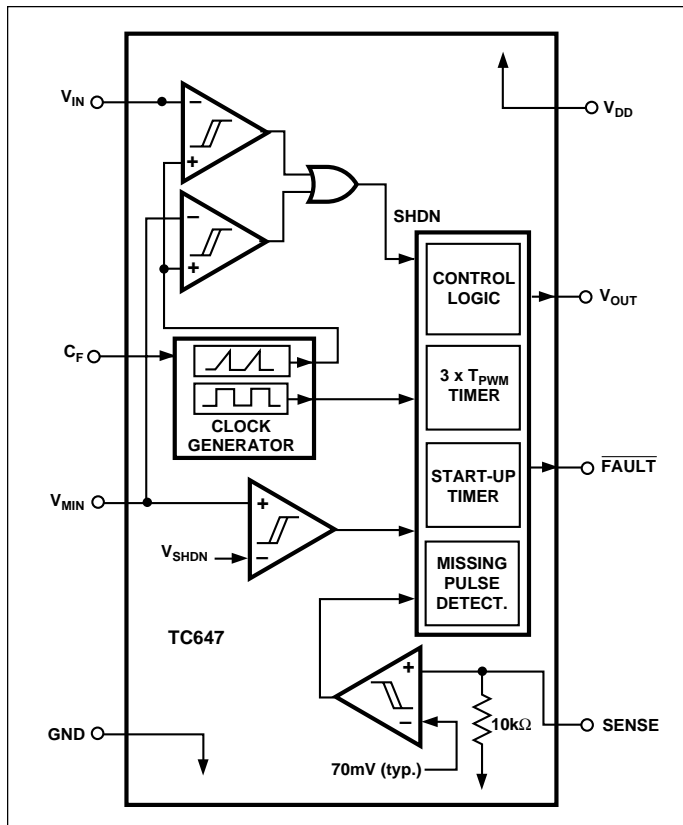 V_IN
V_DD
SHDN
CONTROL
LOGIC
V_OUT
C_F
3 x T_PWM
TIMER
CLOCK
GENERATOR
START-UP
TIMER
FAULT
V_MIN
V_SHDN
MISSING
PULSE
DETECT.
TC647
GND
10kΩ
SENSE
70mV (typ.)
+
−
+
−
+
−
+
−